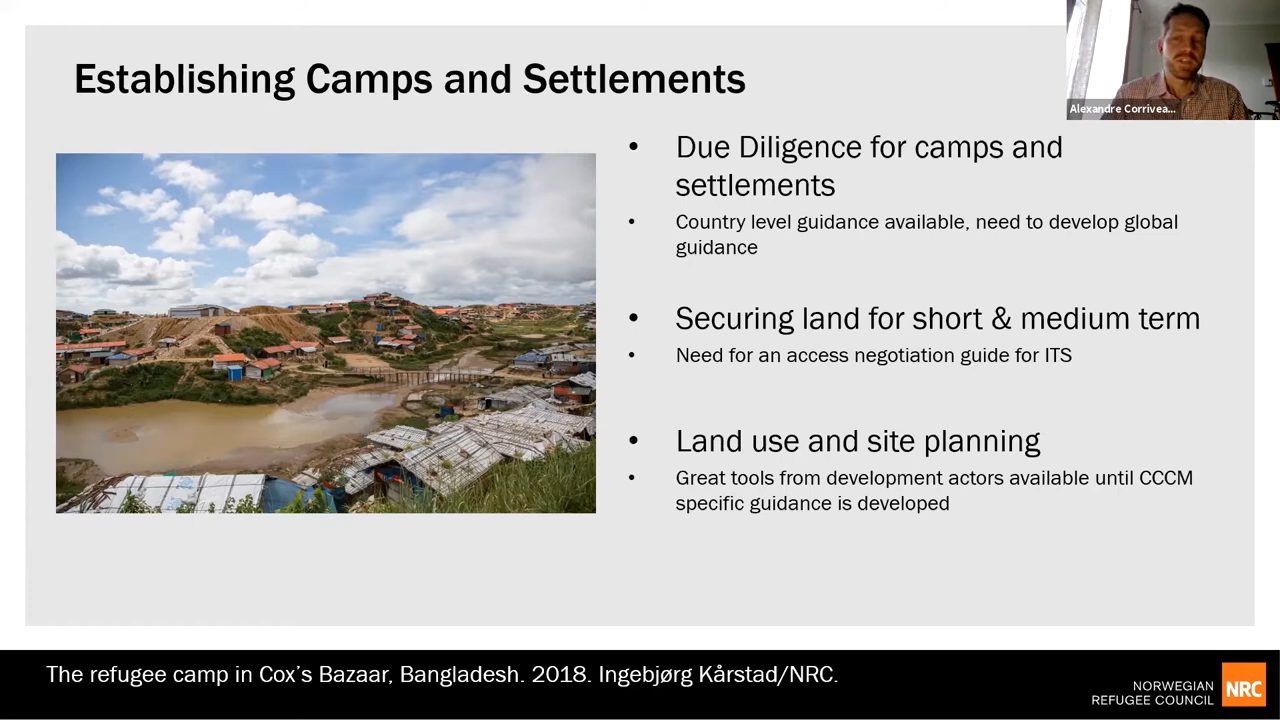 Establishing Camps and Settlements
Alexandre Corrivea...
• Due Diligence for camps and
settlements
• Country level guidance available, need to develop global
guidance
• Securing land for short & medium term
• Need for an access negotiation guide for ITS
• Land use and site planning
• Great tools from development actors available until CCCM
specific guidance is developed
The refugee camp in Cox’s Bazaar, Bangladesh. 2018. Ingebjørg Kårstad/NRC.
NORWEGIAN
REFUGEE COUNCIL
NRC